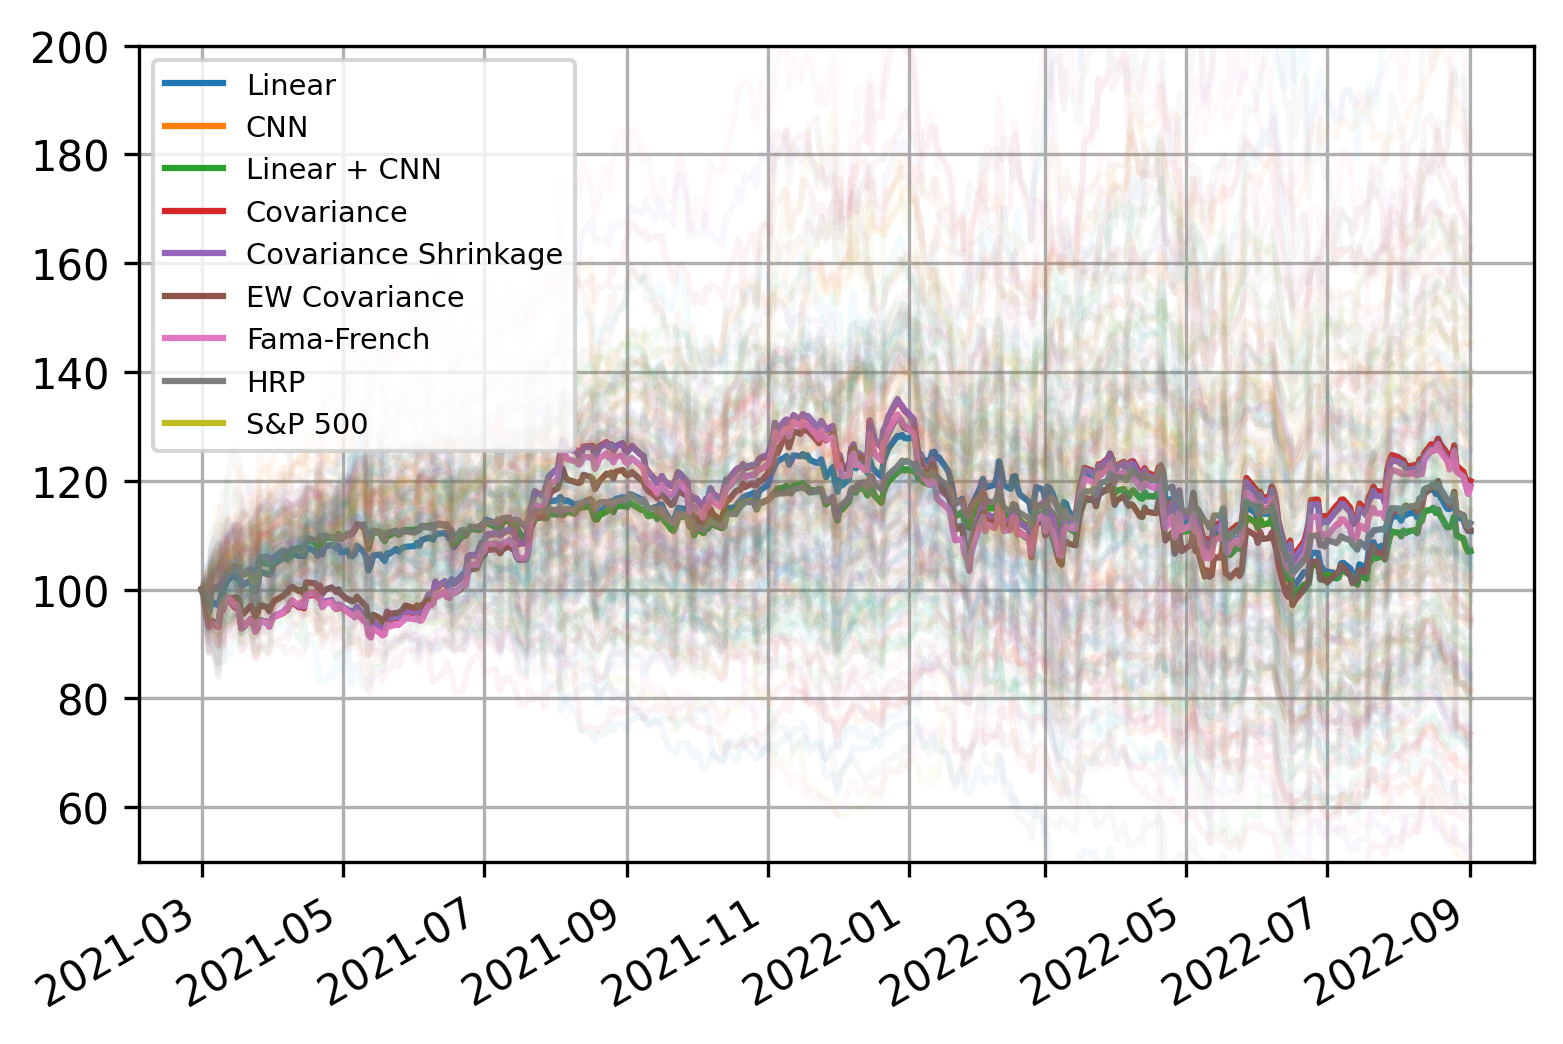 200
180
160
140
120
100
80
60
Linear
CNN
Linear + CNN
Covariance
Covariance Shrinkage
EW Covariance
Fama-French
HRP
S&P 500
2021-03
2021-05
2021-07
2021-09
2021-11
2022-01
2022-03
2022-05
2022-07
2022-09